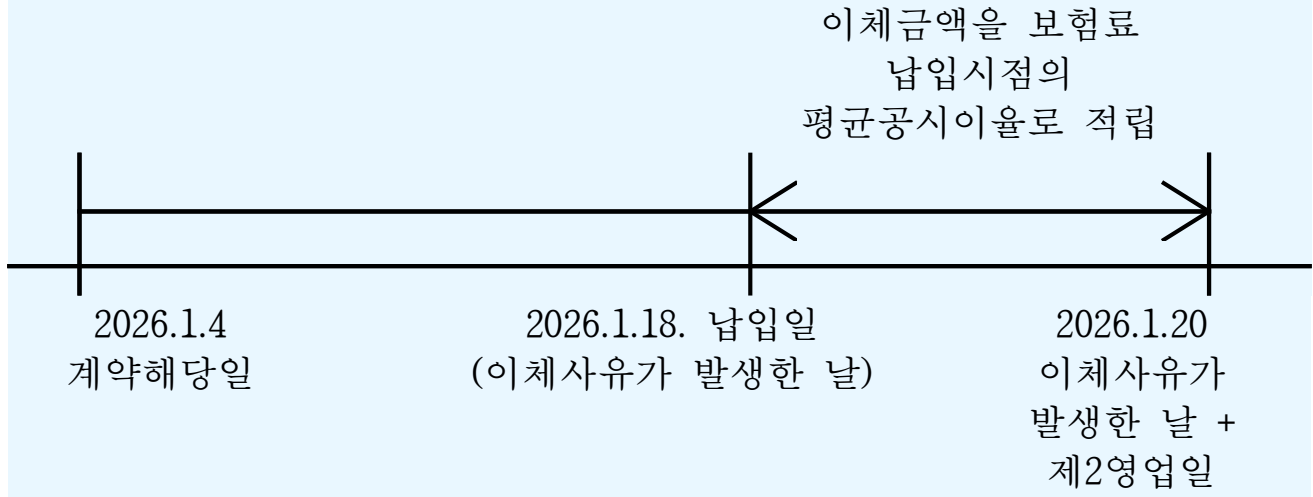 이체금액을 보험료
납입시점의
평균공시이율로 적립
2026.1.4
계약해당일
2026.1.18. 납입일
(이체사유가 발생한 날)
2026.1.20
이체사유가
발생한 날 +
제2영업일